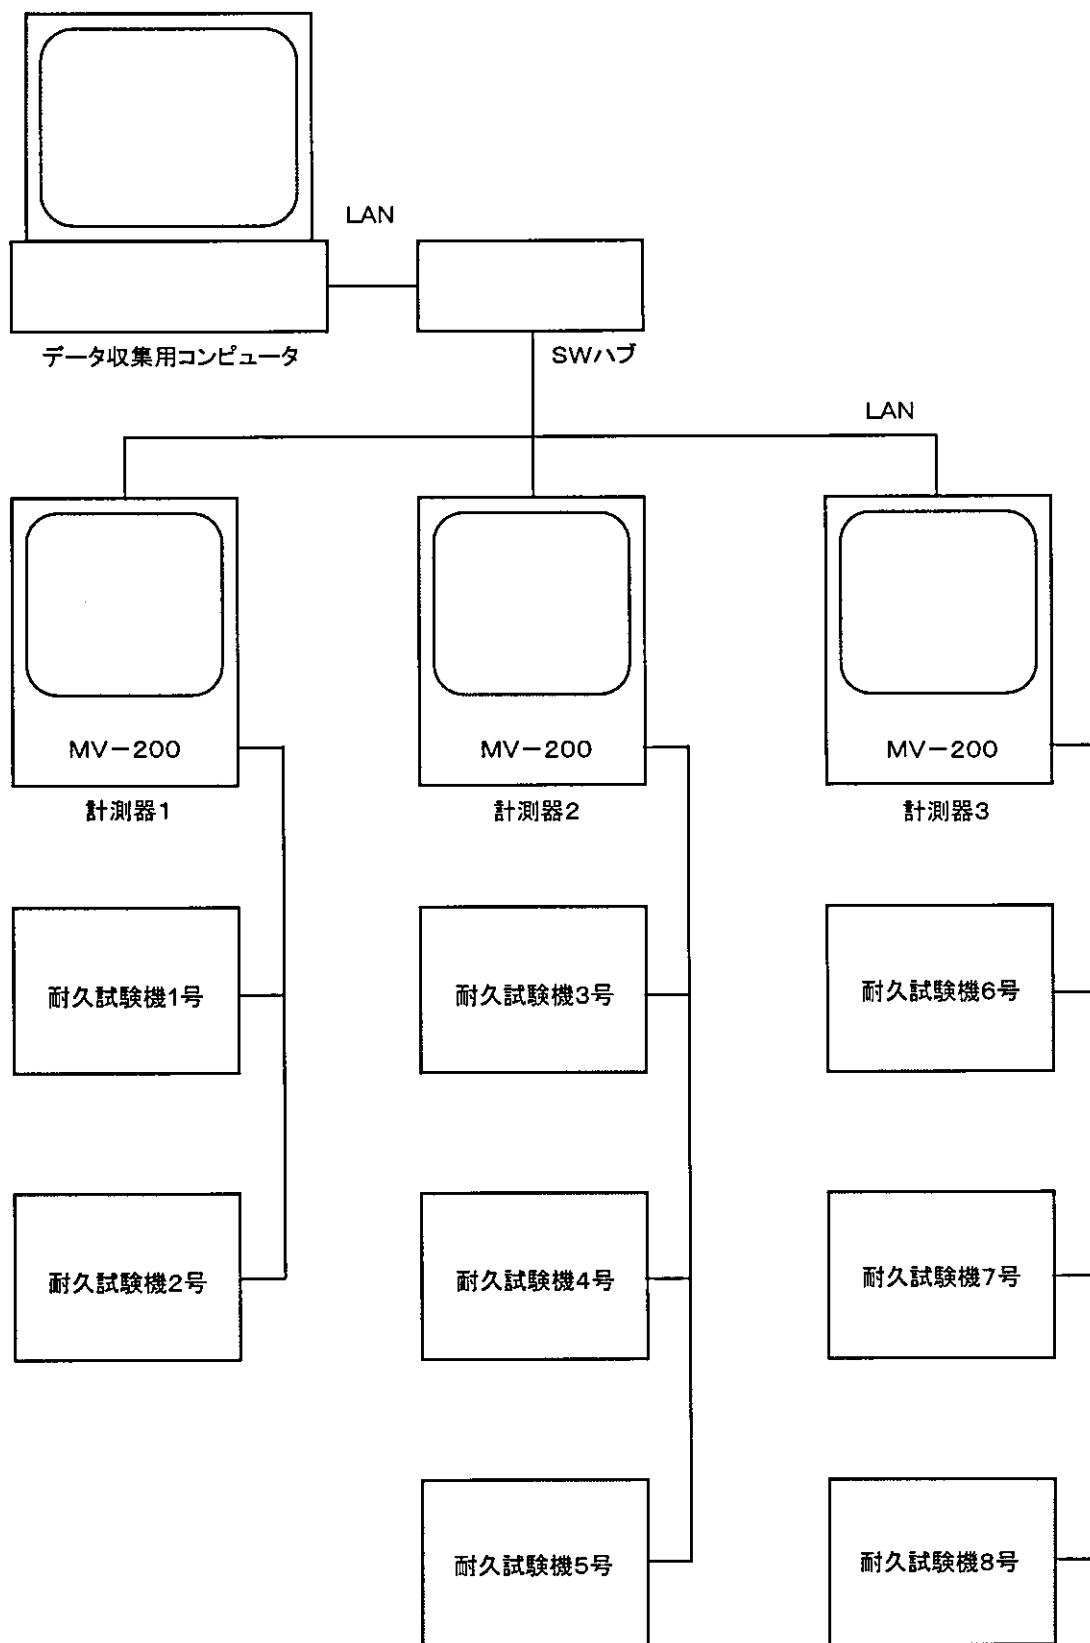 LAN
データ収集用コンピュータ
SWハブ
LAN
MV－200
MV－200
MV－200
計測器1
計測器2
計測器3
耐久試験機1号
耐久試験機3号
耐久試験機6号
耐久試験機2号
耐久試験機4号
耐久試験機7号
耐久試験機5号
耐久試験機8号